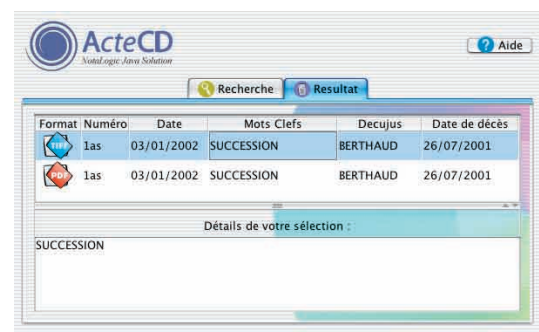 ActeCD
NotaLogic Java Solution
? Aide
Recherche Resultat
Format Numéro Date Mots Clefs Decujus Date de décès
TIFF 1as 03/01/2002 SUCCESSION BERTHAUD 26/07/2001
PDF 1as 03/01/2002 SUCCESSION BERTHAUD 26/07/2001
Détails de votre sélection :
SUCCESSION